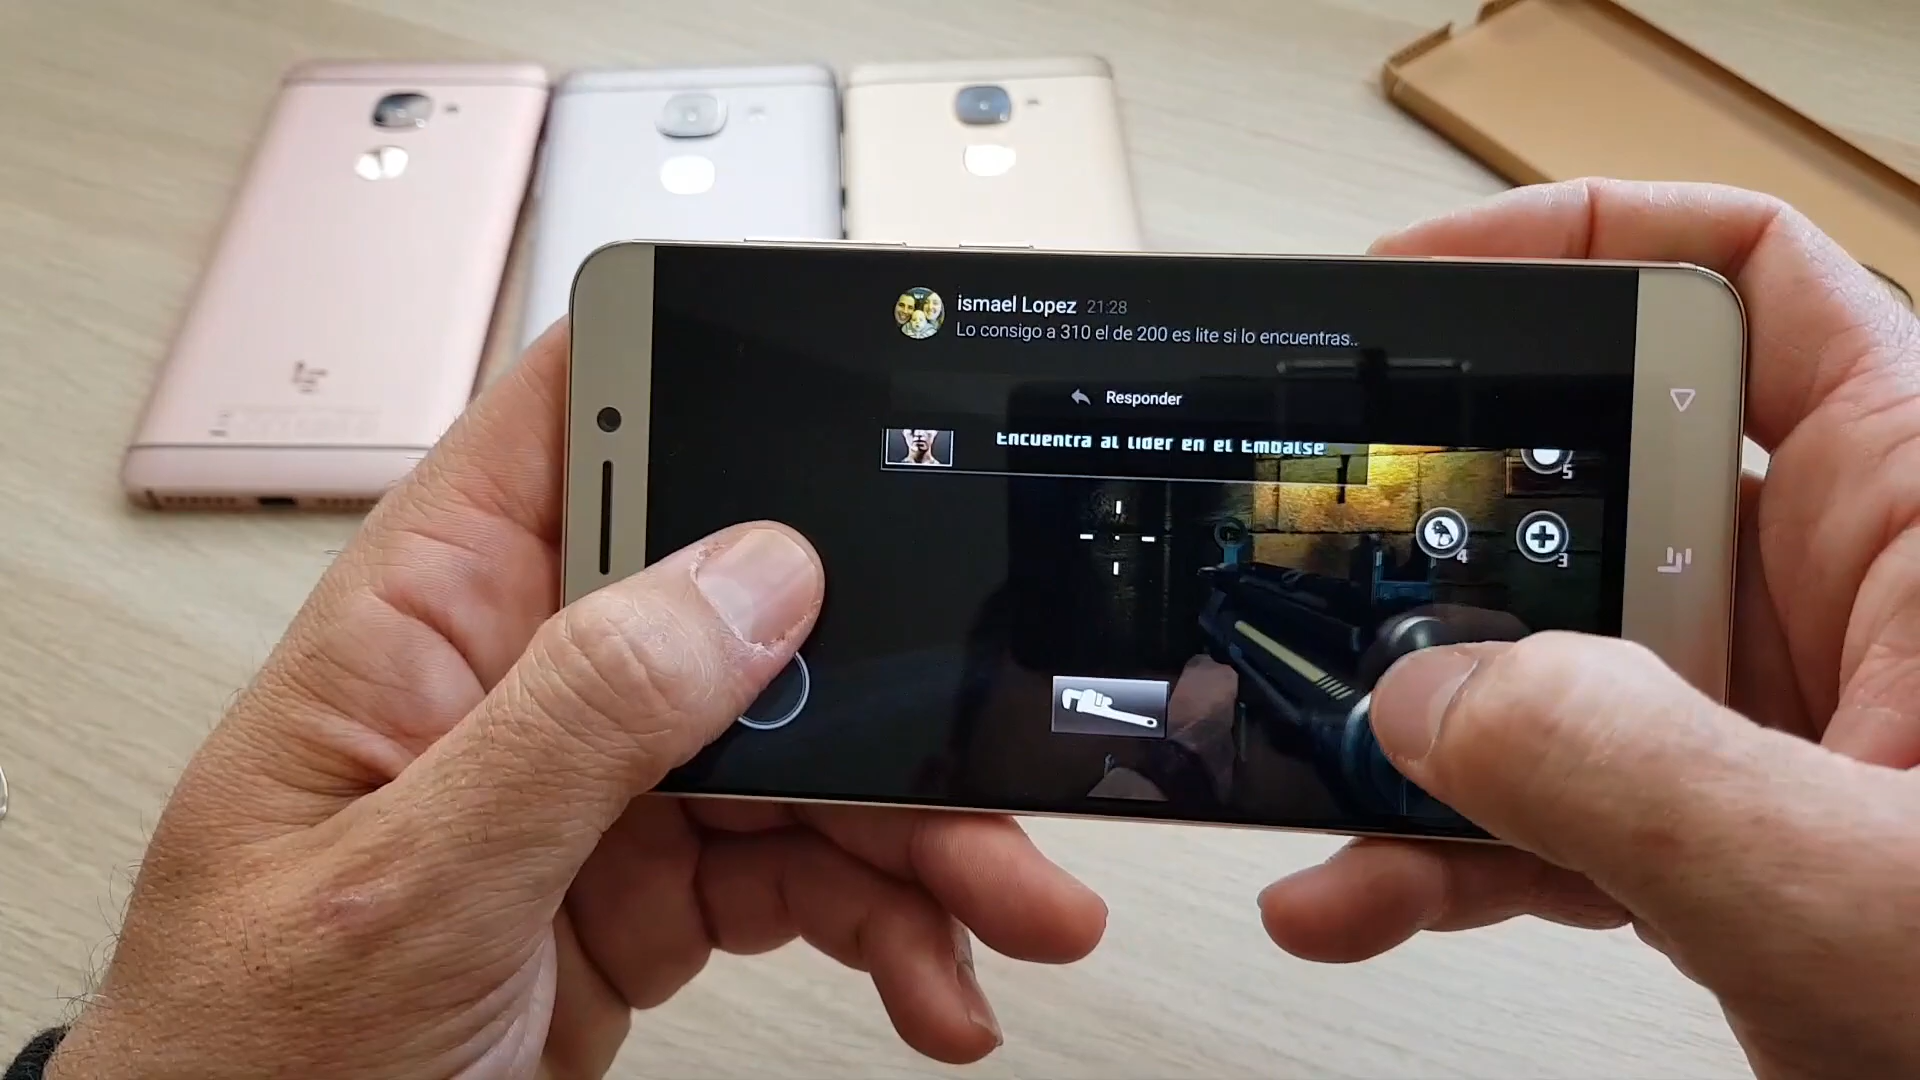 ismael Lopez 21:28
Lo consigo a 310 el de 200 es lite si lo encuentras..
Responder
Encuentra al líder en el Embalse
5
4
3